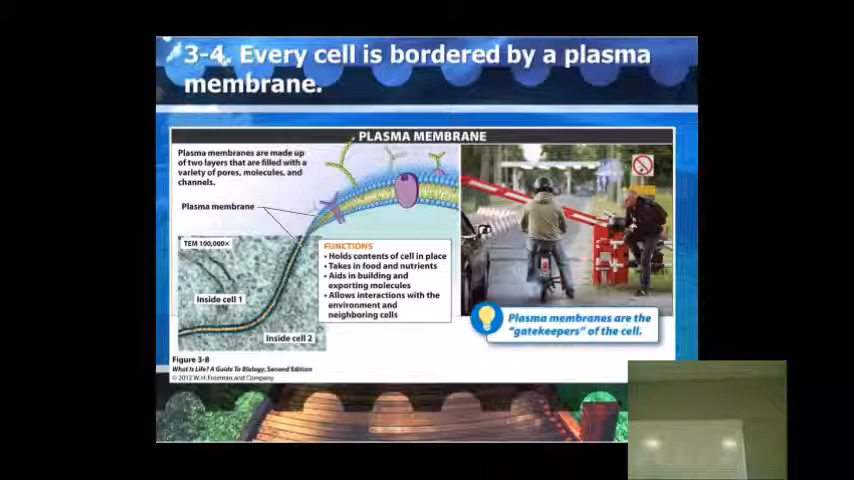 3-4. Every cell is bordered by a plasma
membrane.
PLASMA MEMBRANE
Plasma membranes are made up
of two layers that are filled with a
variety of pores, molecules, and
channels.
Plasma membrane
TEM 100,000×
Inside cell 1
Inside cell 2
FUNCTIONS
• Holds contents of cell in place
• Takes in food and nutrients
• Aids in building and
exporting molecules
• Allows interactions with the
environment and
neighboring cells
Plasma membranes are the
"gatekeepers" of the cell.
Figure 3-8
What Is Life? A Guide To Biology, Second Edition
© 2012 W.H.Freeman and Company